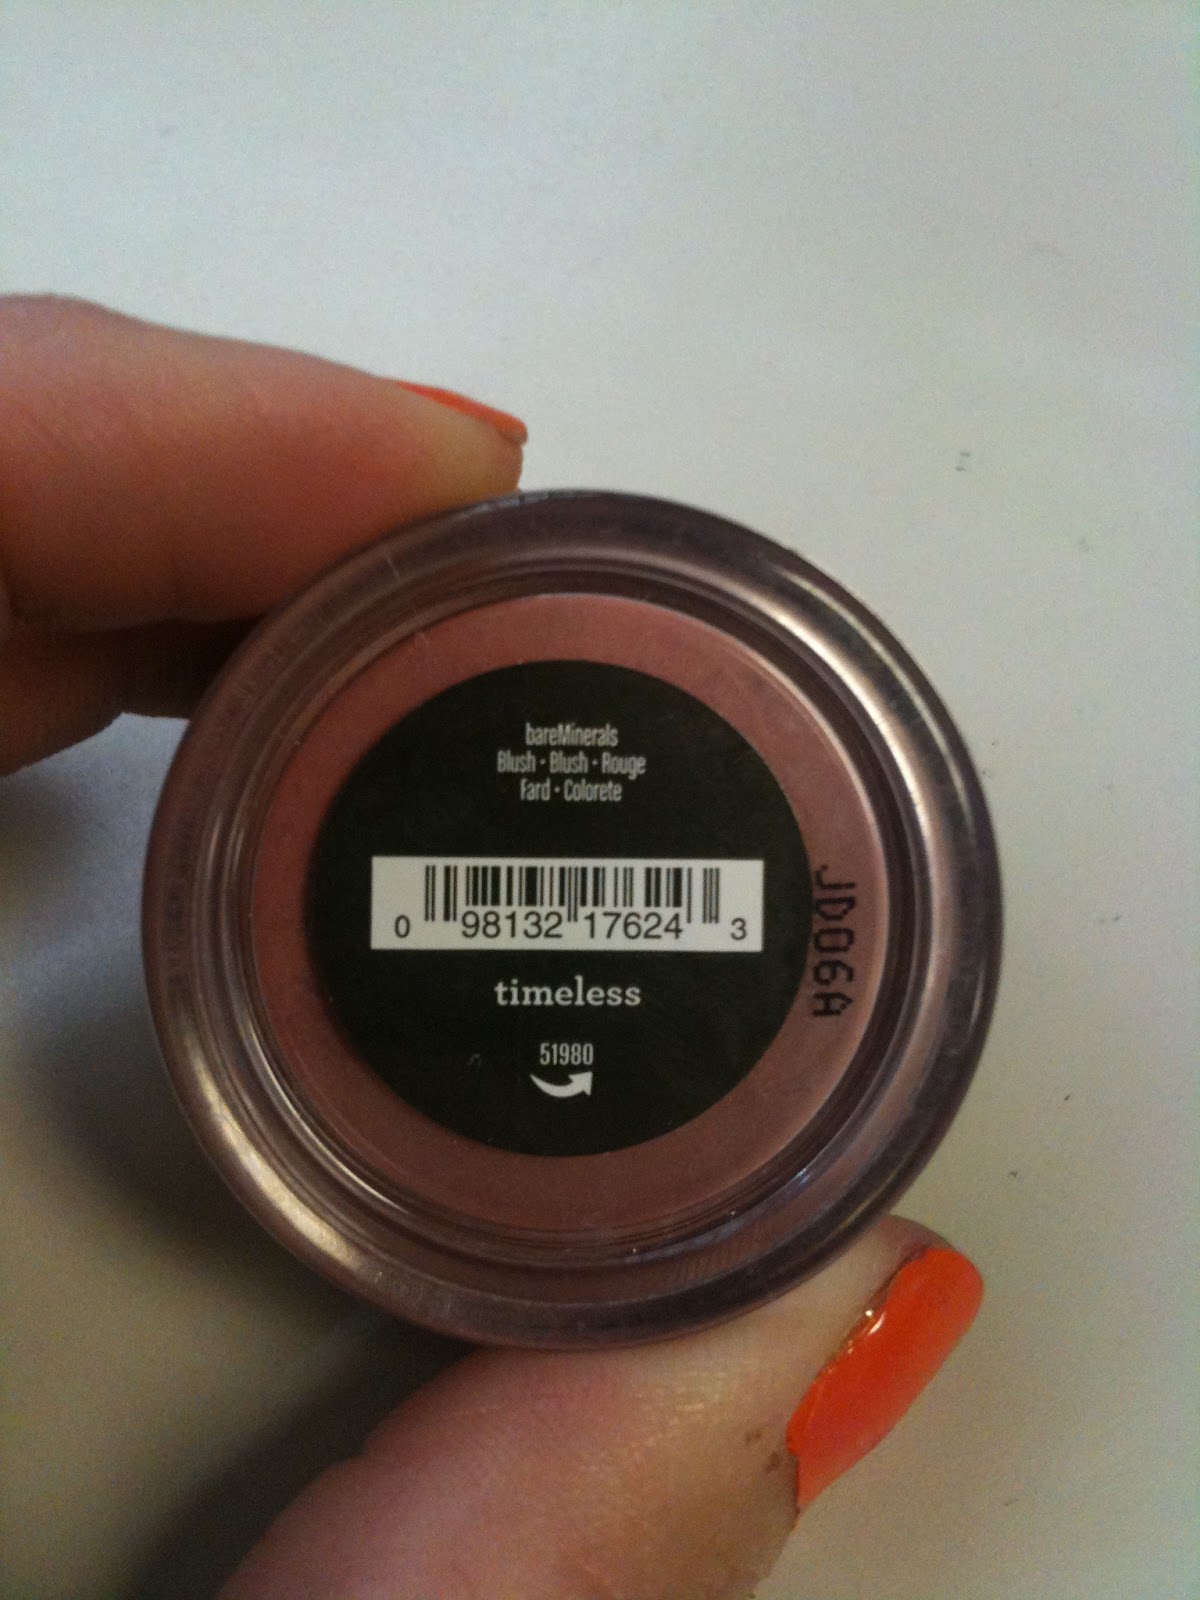 bareMinerals
Blush · Blush · Rouge
Fard · Colorete
0 98132 17624 3
timeless
51980
JD06A